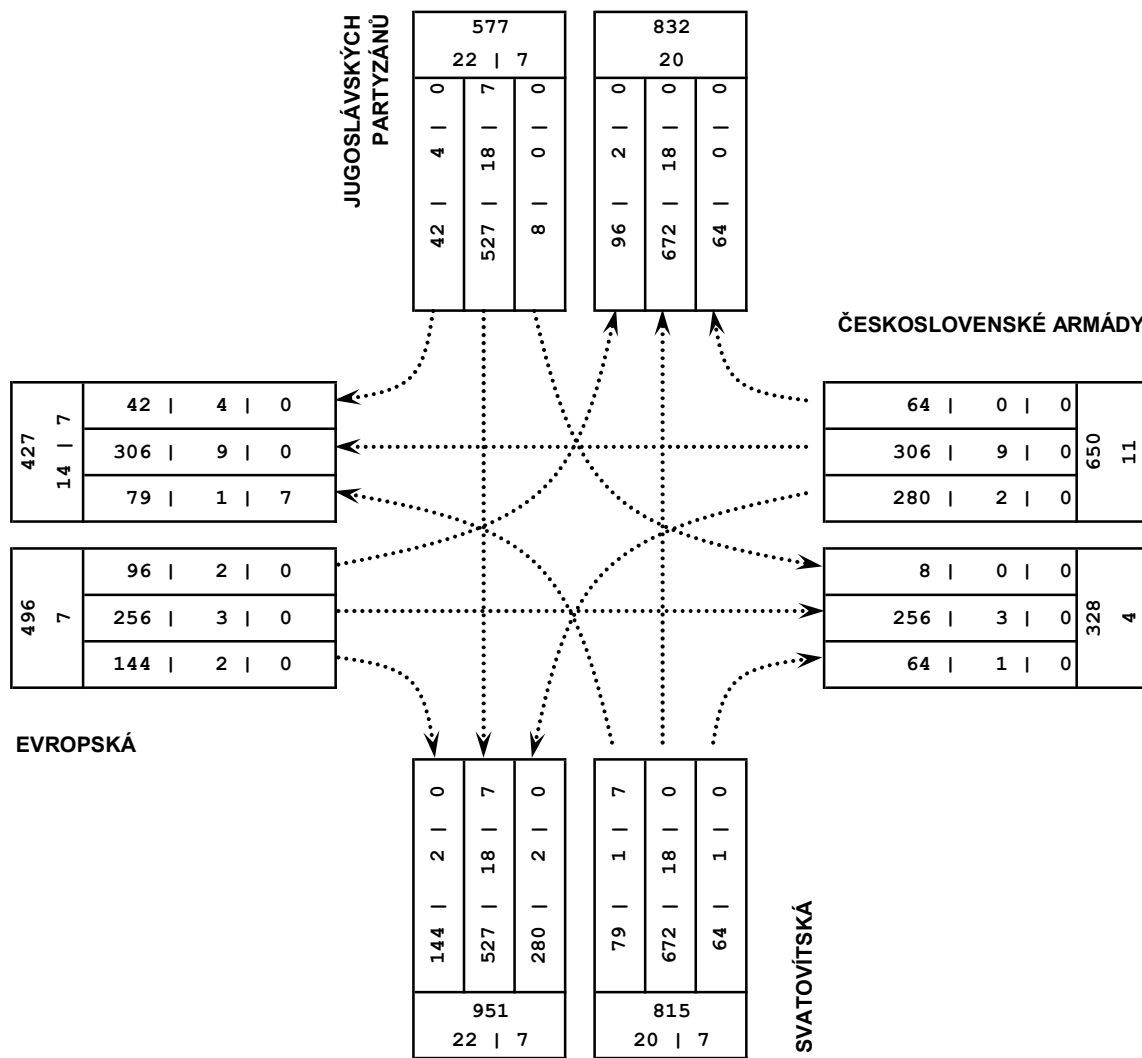 JUGOSLÁVSKÝCH
PARTYZÁNŮ
577
22 | 7
42 | 4 | 0
527 | 18 | 7
8 | 0 | 0
832
20
96 | 2 | 0
672 | 18 | 0
64 | 0 | 0
ČESKOSLOVENSKÉ ARMÁDY
427
14 | 7
42 | 4 | 0
306 | 9 | 0
79 | 1 | 7
64 | 0 | 0
306 | 9 | 0
280 | 2 | 0
650
11
496
7
96 | 2 | 0
256 | 3 | 0
144 | 2 | 0
8 | 0 | 0
256 | 3 | 0
64 | 1 | 0
328
4
EVROPSKÁ
144 | 2 | 0
527 | 18 | 7
280 | 2 | 0
951
22 | 7
79 | 1 | 7
672 | 18 | 0
64 | 1 | 0
815
20 | 7
SVATOVÍTSKÁ